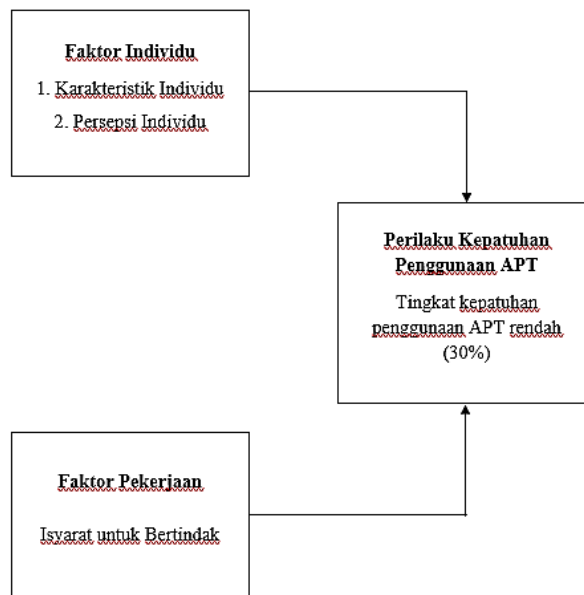 Faktor Individu
1. Karakteristik Individu
2. Persepsi Individu
Perilaku Kepatuhan
Penggunaan APT
Tingkat kepatuhan
penggunaan APT rendah
(30%)
Faktor Pekerjaan
Isyarat untuk Bertindak